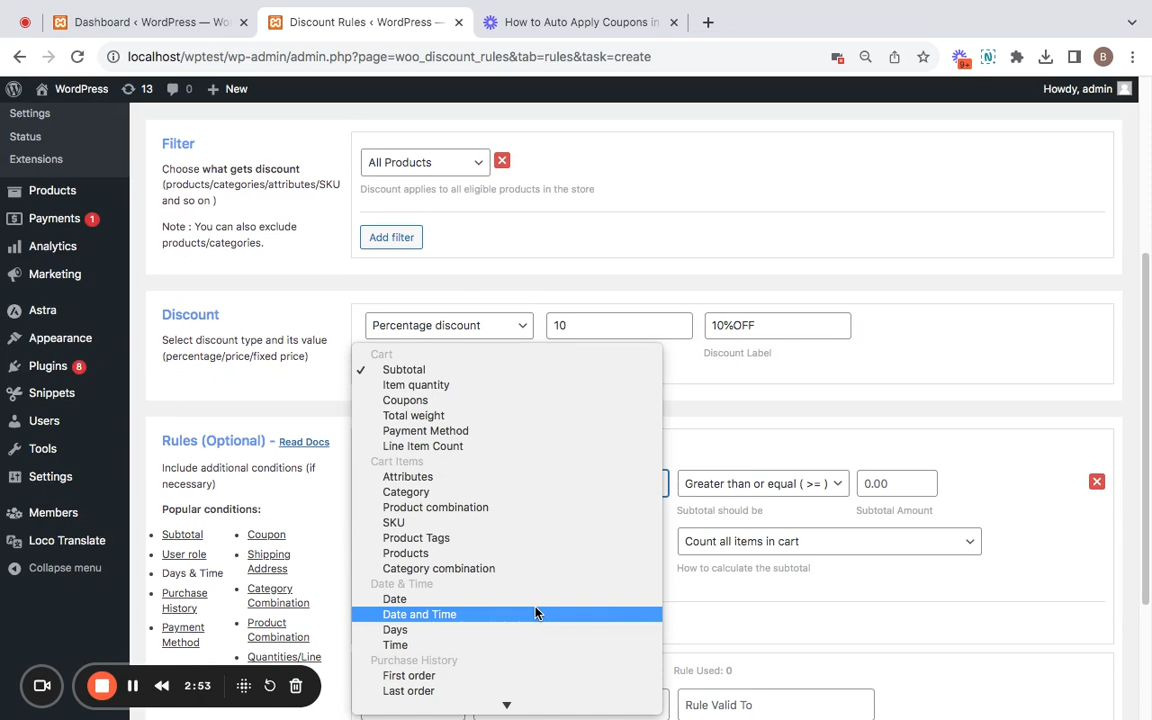 Dashboard ‹ WordPress — Wo
Discount Rules ‹ WordPress —
How to Auto Apply Coupons in
localhost/wptest/wp-admin/admin.php?page=woo_discount_rules&tab=rules&task=create
9+
B
WordPress
13
0
New
Howdy, admin
Settings
Status
Extensions
Products
Payments 1
Analytics
Marketing
Astra
Appearance
Plugins 8
Snippets
Users
Tools
Settings
Members
Loco Translate
Collapse menu
Filter
Choose what gets discount
(products/categories/attributes/SKU
and so on )
Note : You can also exclude
products/categories.
All Products
Discount applies to all eligible products in the store
Add filter
Discount
Select discount type and its value
(percentage/price/fixed price)
Percentage discount
10
10%OFF
Discount Label
Rules (Optional) - Read Docs
Include additional conditions (if
necessary)
Popular conditions:
Subtotal
User role
Days & Time
Purchase
History
Payment
Method
Coupon
Shipping
Address
Category
Combination
Product
Combination
Quantities/Line
Cart
Subtotal
Item quantity
Coupons
Total weight
Payment Method
Line Item Count
Cart Items
Attributes
Category
Product combination
SKU
Product Tags
Products
Category combination
Date & Time
Date
Date and Time
Days
Time
Purchase History
First order
Last order
Greater than or equal ( >= )
0.00
Subtotal should be
Subtotal Amount
Count all items in cart
How to calculate the subtotal
Rule Used: 0
Rule Valid To
2:53